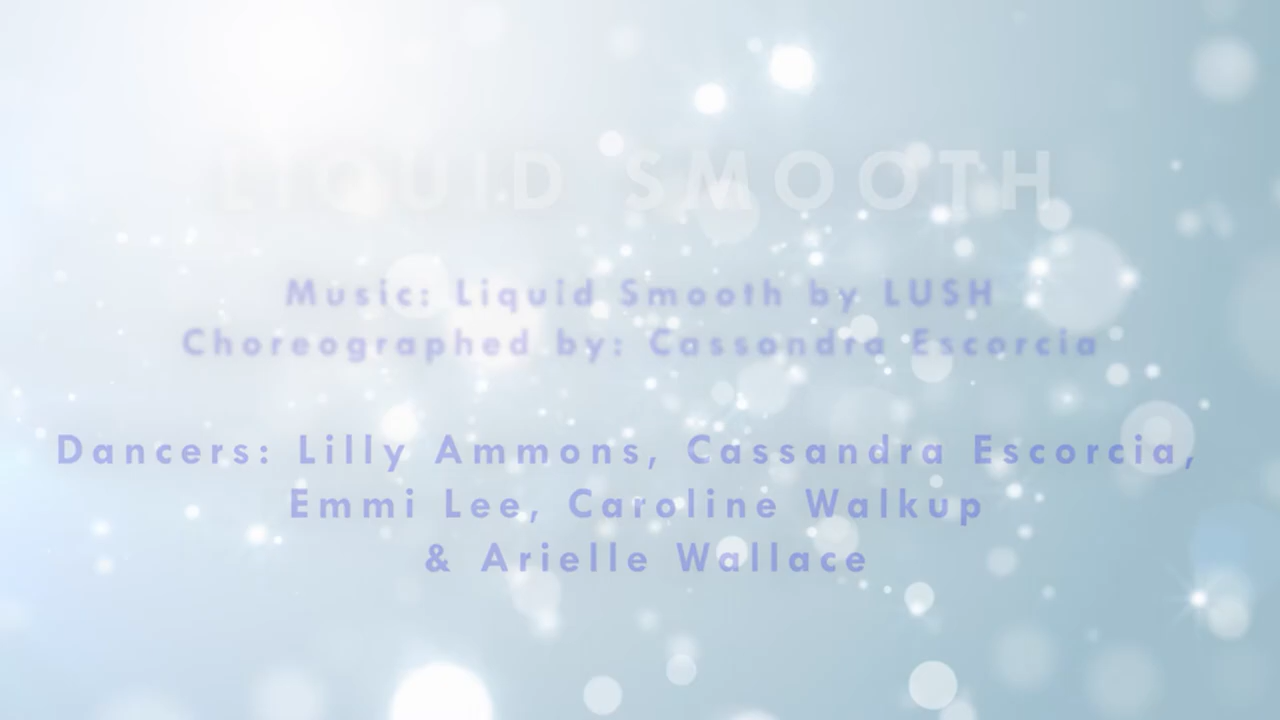 LIQUID SMOOTH
Music: Liquid Smooth by LUSH
Choreographed by: Cassandra Escorcia
Dancers: Lilly Ammons, Cassandra Escorcia,
Emmi Lee, Caroline Walkup
& Arielle Wallace